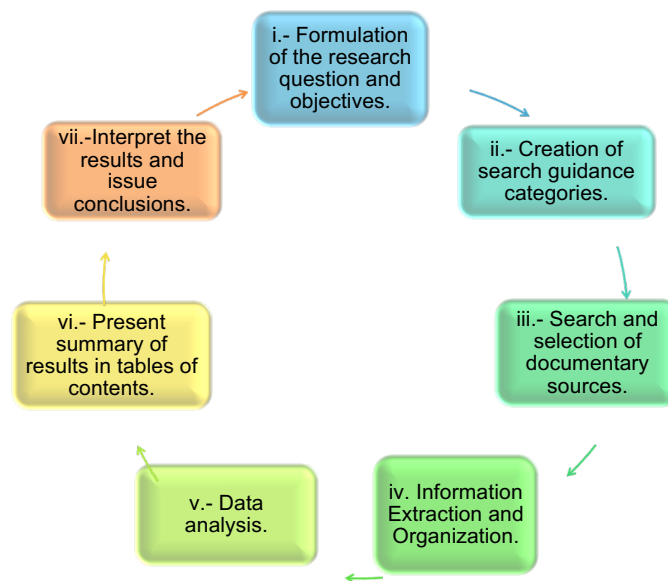 i.- Formulation
of the research
question and
objectives.
ii.- Creation of
search guidance
categories.
iii.- Search and
selection of
documentary
sources.
iv. Information
Extraction and
Organization.
v.- Data
analysis.
vi.- Present
summary of
results in tables of
contents.
vii.-Interpret the
results and
issue
conclusions.